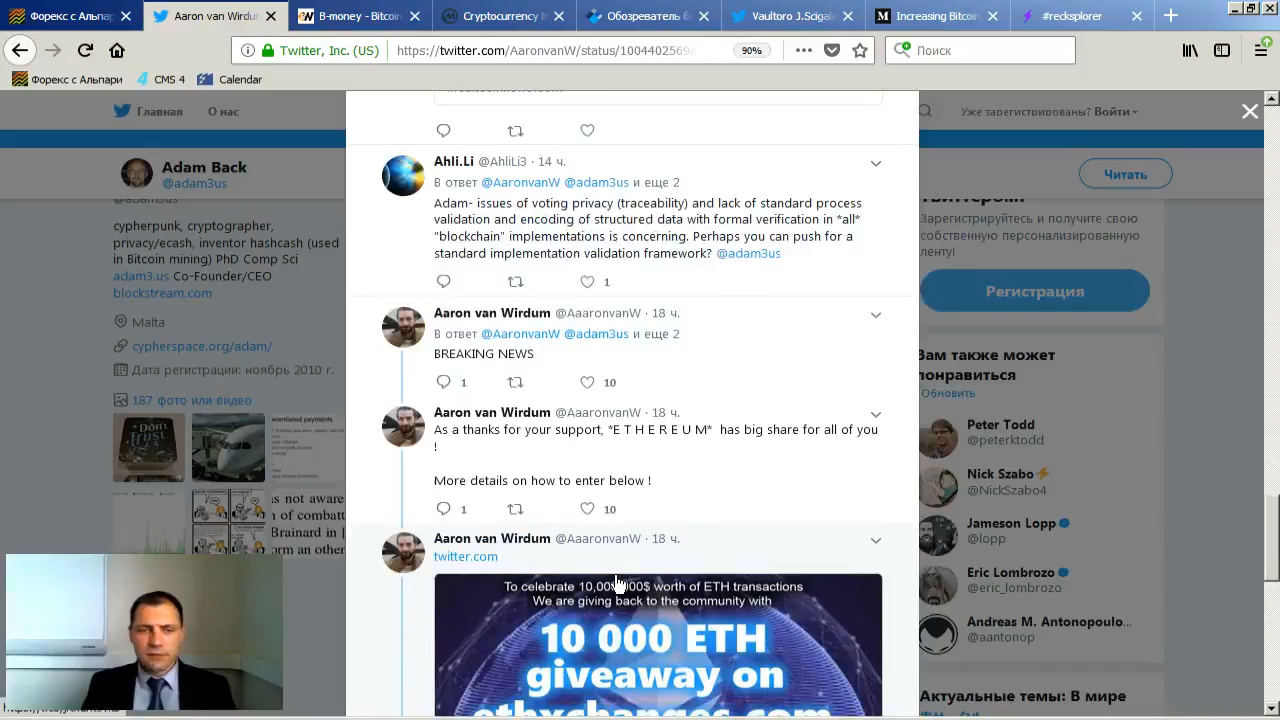 Форекс с Альпа
Aaron van Wirdum
B-money - Bitcoin
Cryptocurrency M
Обозреватель б
Vaultoro J.Scigala
Increasing Bitcoin
#recksplorer
Twitter, Inc. (US)
https://twitter.com/AaronvanW/status/1004402569
90%
Поиск
Форекс с Альпари
CMS 4
Calendar
Главная
О нас
Уже зарегистрированы? Войти
Adam Back
@adam3us
Читать
@adam3us
cypherpunk, cryptographer,
privacy/ecash, inventor hashcash (used
in Bitcoin mining) PhD Comp Sci
adam3.us Co-Founder/CEO
blockstream.com
Malta
cypherspace.org/adam/
Дата регистрации: ноябрь 2010 г.
187 фото или видео
Ahli.Li @AhliLi3 · 14 ч.
В ответ @AaronvanW @adam3us и еще 2
Adam- issues of voting privacy (traceability) and lack of standard process
validation and encoding of structured data with formal verification in *all*
"blockchain" implementations is concerning. Perhaps you can push for a
standard implementation validation framework? @adam3us
1
Aaron van Wirdum @AaaronvanW · 18 ч.
В ответ @AaronvanW @adam3us и еще 2
BREAKING NEWS
1 10
Aaron van Wirdum @AaaronvanW · 18 ч.
As a thanks for your support, *E T H E R E U M* has big share for all of you
!
More details on how to enter below !
1 10
Aaron van Wirdum @AaaronvanW · 18 ч.
twitter.com
To celebrate 10,000,000$ worth of ETH transactions
We are giving back to the community with
10 000 ETH
giveaway on
ethxchanges.com
Зарегистрируйтесь и получите свою
собственную персонализированную
ленту!
Регистрация
Вам также может
понравиться
Обновить
Peter Todd
@peterktodd
Nick Szabo
@NickSzabo4
Jameson Lopp
@lopp
Eric Lombrozo
@eric_lombrozo
Andreas M. Antonopoulo...
@aantonop
Актуальные темы: В мире